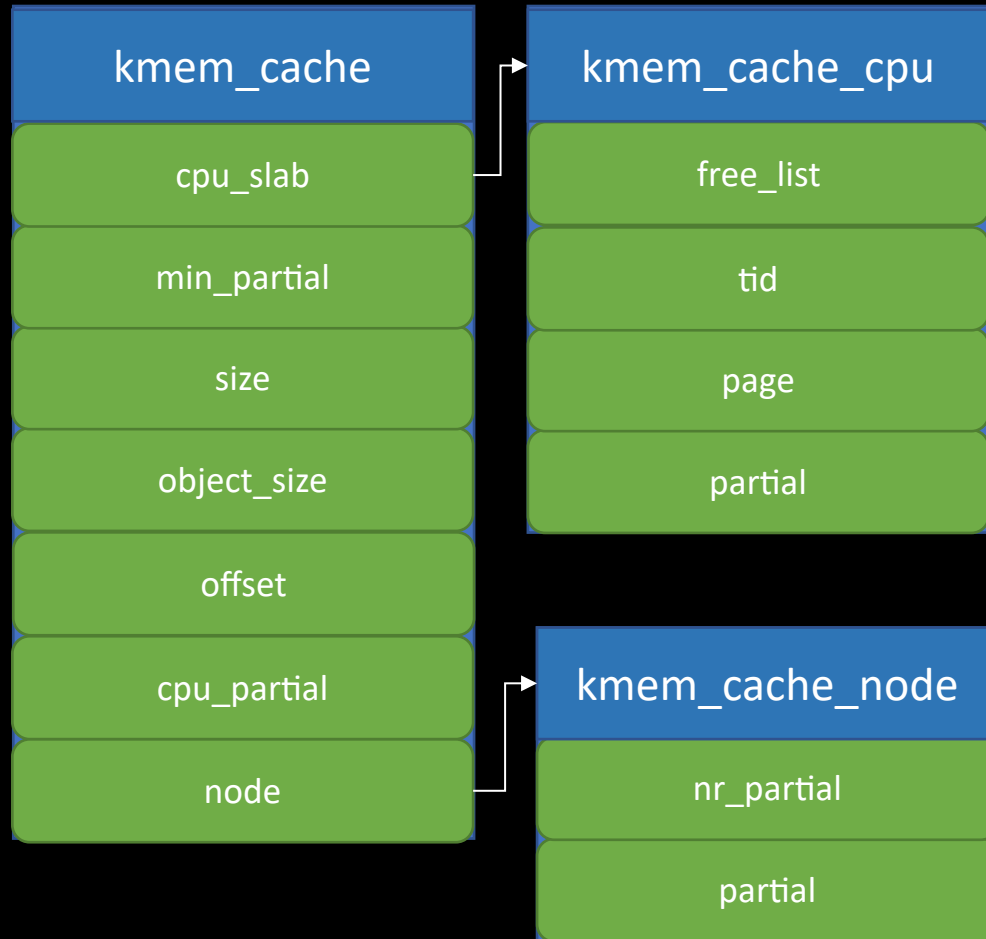 kmem_cache
cpu_slab
min_partial
size
object_size
offset
cpu_partial
node
kmem_cache_cpu
free_list
tid
page
partial
kmem_cache_node
nr_partial
partial